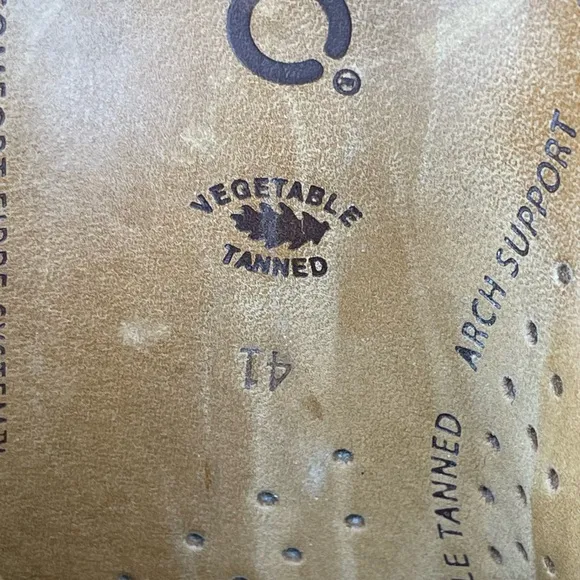 ®
VEGETABLE
TANNED
41
ARCH SUPPORT
LE TANNED